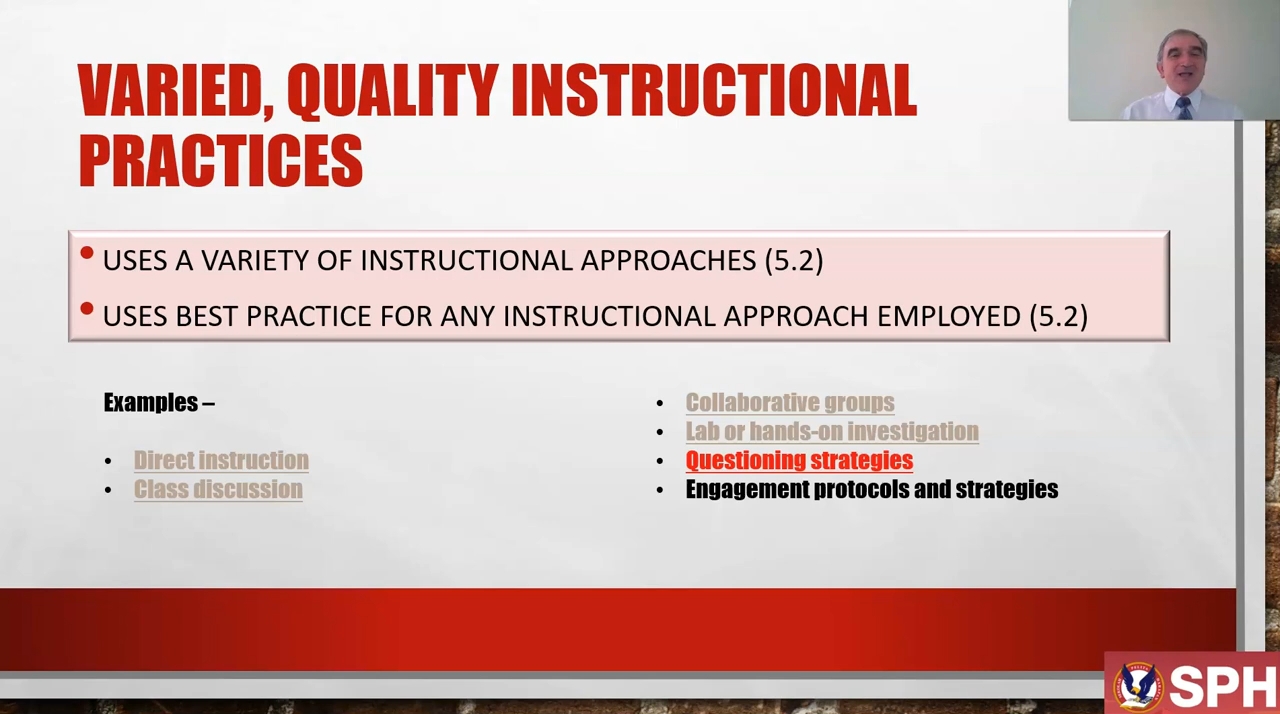 VARIED, QUALITY INSTRUCTIONAL
PRACTICES
• USES A VARIETY OF INSTRUCTIONAL APPROACHES (5.2)
• USES BEST PRACTICE FOR ANY INSTRUCTIONAL APPROACH EMPLOYED (5.2)
Examples –
• Direct instruction
• Class discussion
• Collaborative groups
• Lab or hands-on investigation
• Questioning strategies
• Engagement protocols and strategies
SPH